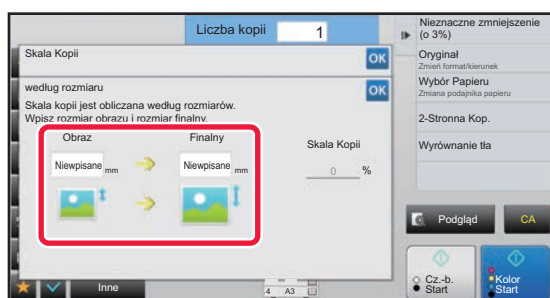 Liczba kopii 1
Skala Kopii OK
według rozmiaru OK
Skala kopii jest obliczana według rozmiarów.
Wpisz rozmiar obrazu i rozmiar finalny.
Obraz Finalny
Skala Kopii
Niewpisane mm Niewpisane mm
0 %
Inne
4 A3
Nieznaczne zmniejszenie
(o 3%)
Oryginał
Zmień format/kierunek
Wybór Papieru
Zmiana podajnika papieru
2-Stronna Kop.
Wyrównanie tła
Podgląd CA
Cz.-b.
Start
Kolor
Start